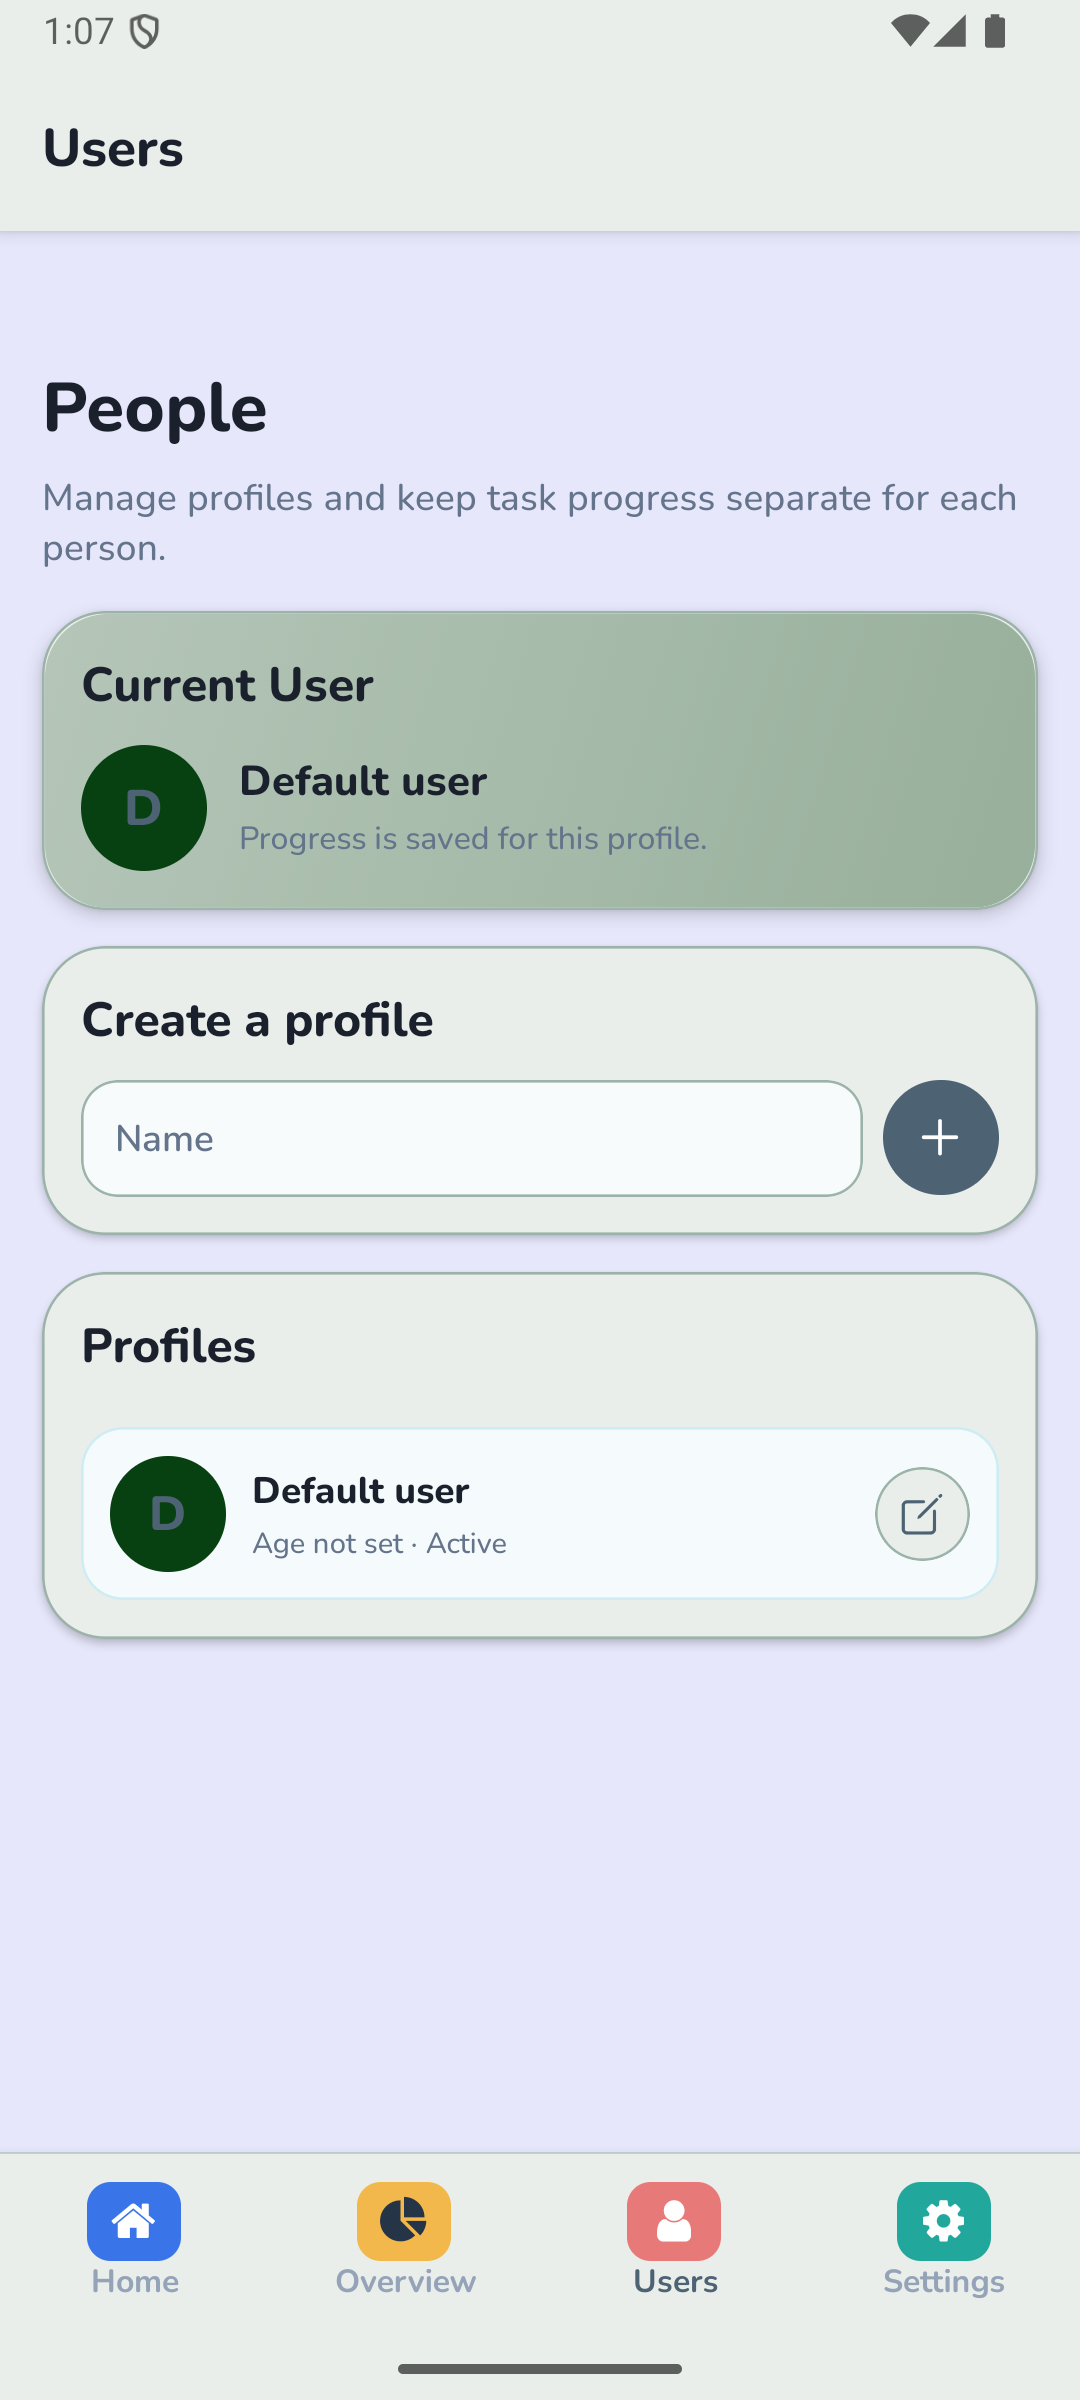 1:07
Users
People
Manage profiles and keep task progress separate for each
person.
Current User
D
Default user
Progress is saved for this profile.
Create a profile
Name
Profiles
D
Default user
Age not set · Active
Home
Overview
Users
Settings